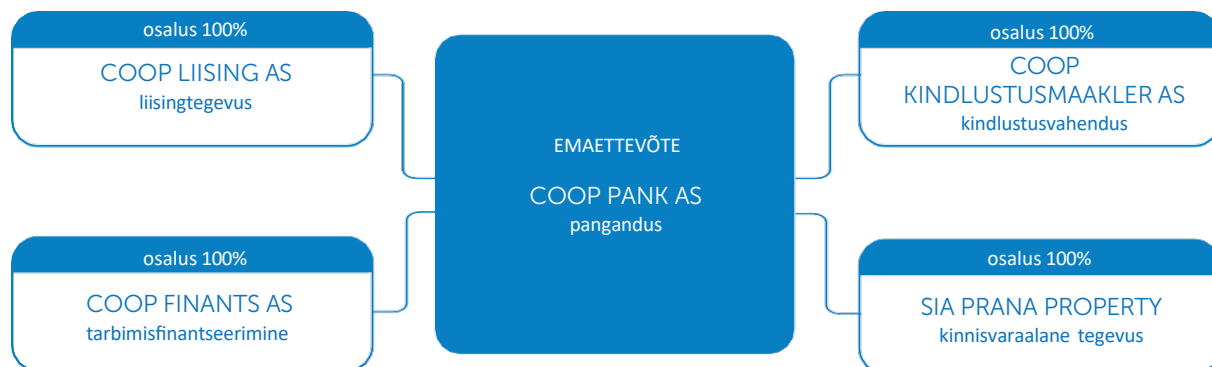 osalus 100%
COOP LIISING AS
liisingtegevus
osalus 100%
COOP FINANTS AS
tarbimisfinantseerimine
EMAETTEVÕTE
COOP PANK AS
pangandus
osalus 100%
COOP
KINDLUSTUSMAAKLER AS
kindlustusvahendus
osalus 100%
SIA PRANA PROPERTY
kinnisvaraalane tegevus